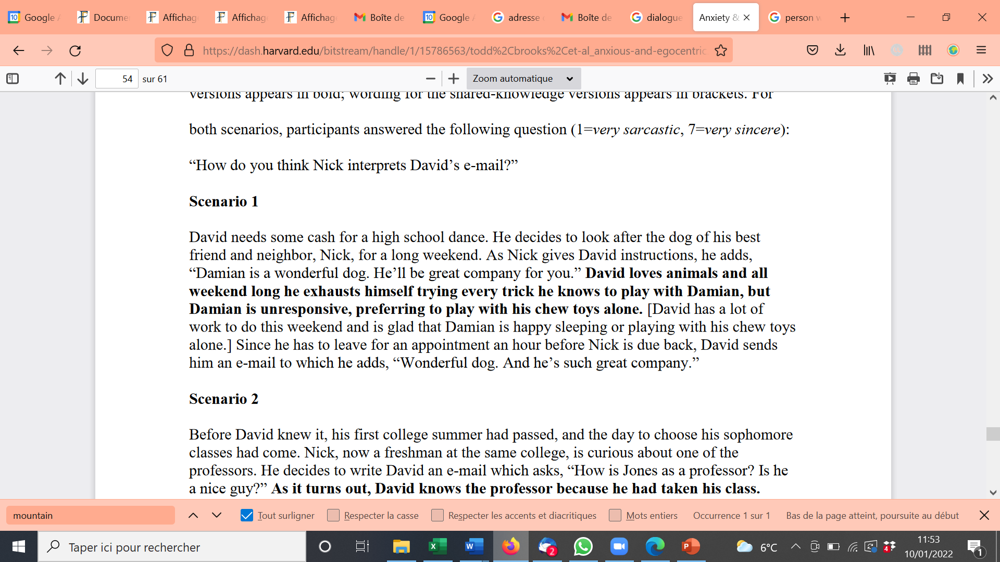 Google A
Docume
Affichag
Affichag
Affichag
Boîte de
Google A
adresse
Boîte de
dialogue
Anxiety &
person w
https://dash.harvard.edu/bitstream/handle/1/15786563/todd%2Cbrooks%2Cet-al_anxious-and-egocentric
54 sur 61
Zoom automatique
versions appears in bold; wording for the shared-knowledge versions appears in brackets. For
both scenarios, participants answered the following question (1=very sarcastic, 7=very sincere):
“How do you think Nick interprets David’s e-mail?”
Scenario 1
David needs some cash for a high school dance. He decides to look after the dog of his best
friend and neighbor, Nick, for a long weekend. As Nick gives David instructions, he adds,
“Damian is a wonderful dog. He’ll be great company for you.” David loves animals and all
weekend long he exhausts himself trying every trick he knows to play with Damian, but
Damian is unresponsive, preferring to play with his chew toys alone. [David has a lot of
work to do this weekend and is glad that Damian is happy sleeping or playing with his chew toys
alone.] Since he has to leave for an appointment an hour before Nick is due back, David sends
him an e-mail to which he adds, “Wonderful dog. And he’s such great company.”
Scenario 2
Before David knew it, his first college summer had passed, and the day to choose his sophomore
classes had come. Nick, now a freshman at the same college, is curious about one of the
professors. He decides to write David an e-mail which asks, “How is Jones as a professor? Is he
a nice guy?” As it turns out, David knows the professor because he had taken his class.
mountain
Tout surligner
Respecter la casse
Respecter les accents et diacritiques
Mots entiers
Occurrence 1 sur 1
Bas de la page atteint, poursuite au début
Taper ici pour rechercher
2
6°C
4
11:53
10/01/2022
1